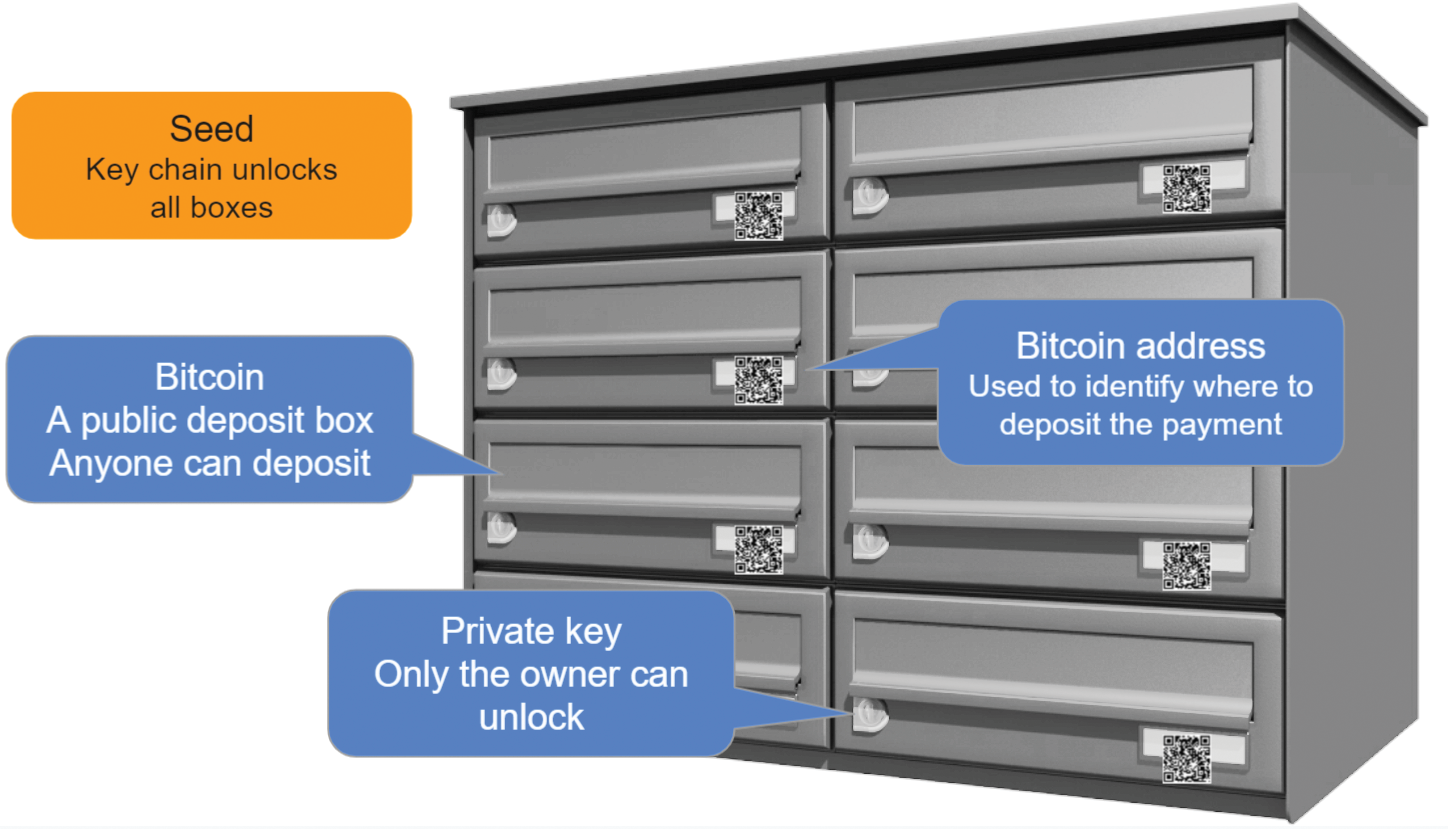 Seed
Key chain unlocks
all boxes
Bitcoin
A public deposit box
Anyone can deposit
Bitcoin address
Used to identify where to
deposit the payment
Private key
Only the owner can
unlock